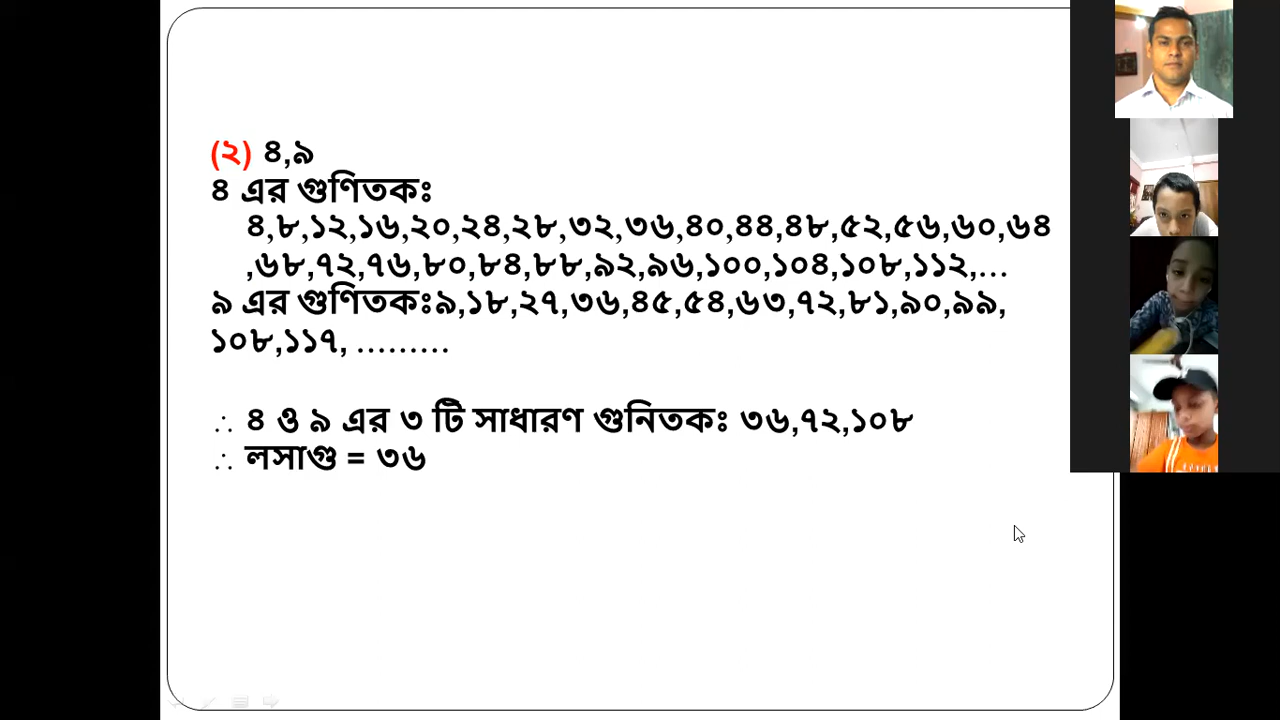 (২) ৪,৯
৪ এর গুণিতকঃ
৪,৮,১২,১৬,২০,২৪,২৮,৩২,৩৬,৪০,৪৪,৪৮,৫২,৫৬,৬০,৬৪
,৬৮,৭২,৭৬,৮০,৮৪,৮৮,৯২,৯৬,১০০,১০৪,১০৮,১১২,...
৯ এর গুণিতকঃ৯,১৮,২৭,৩৬,৪৫,৫৪,৬৩,৭২,৮১,৯০,৯৯,
১০৮,১১৭, .........
∴ ৪ ও ৯ এর ৩ টি সাধারণ গুনিতকঃ ৩৬,৭২,১০৮
∴ লসাগু = ৩৬